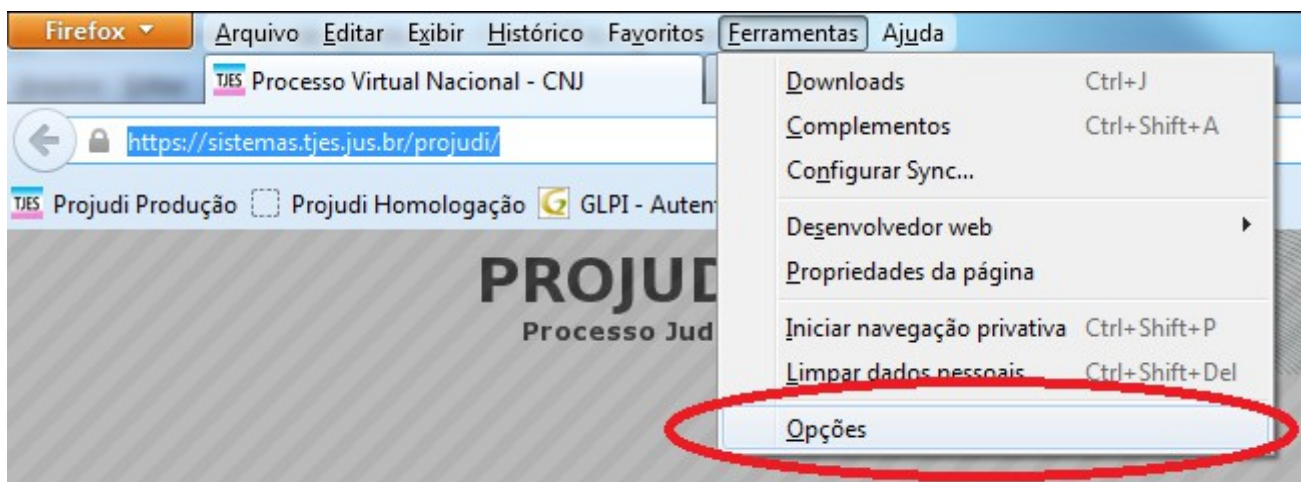 Firefox Arquivo Editar Exibir Histórico Favoritos Ferramentas Ajuda
TJES Processo Virtual Nacional - CNJ
https://sistemas.tjes.jus.br/projudi/
TJES Projudi Produção Projudi Homologação GLPI - Auten
PROJUD
Processo Jud
Downloads Ctrl+J
Complementos Ctrl+Shift+A
Configurar Sync...
Desenvolvedor web
Propriedades da página
Iniciar navegação privativa Ctrl+Shift+P
Limpar dados pessoais Ctrl+Shift+Del
Opções